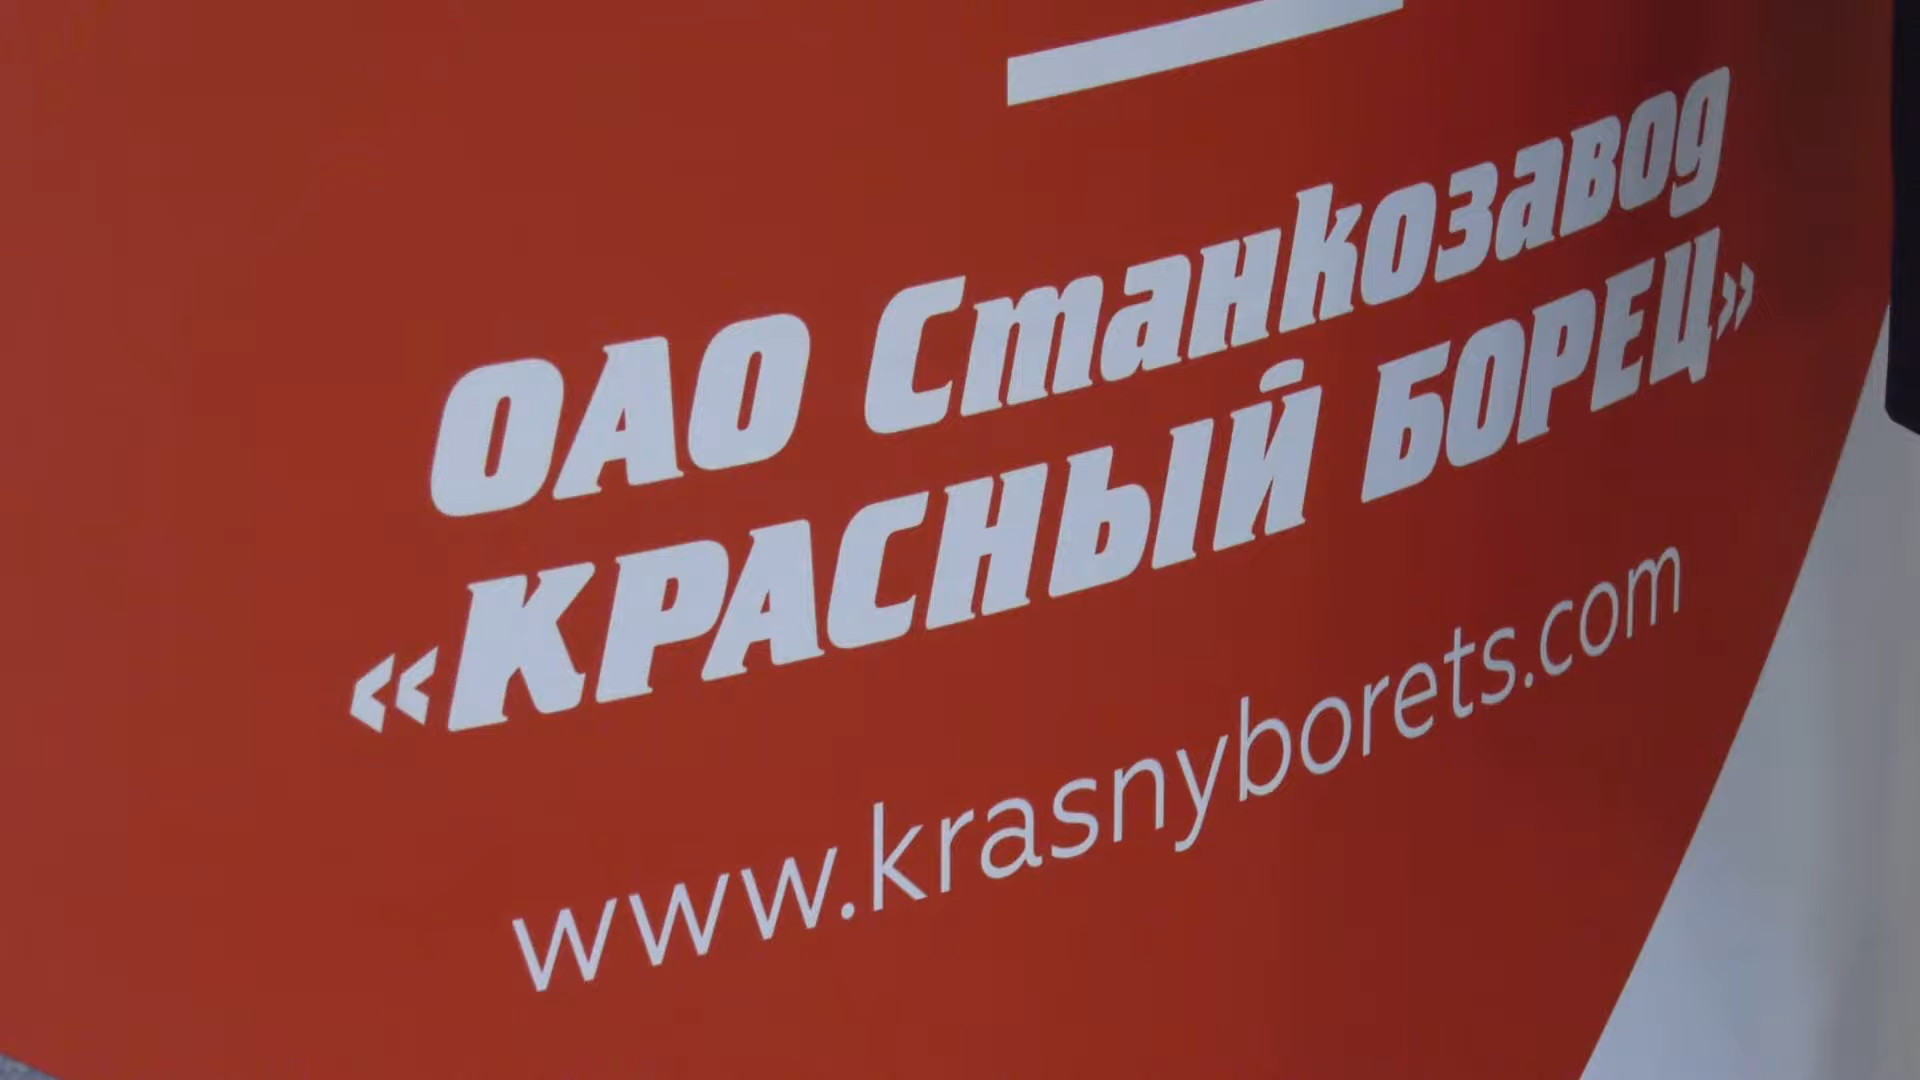 ОАО Станкозавод
«КРАСНЫЙ БОРЕЦ»
www.krasnyborets.com